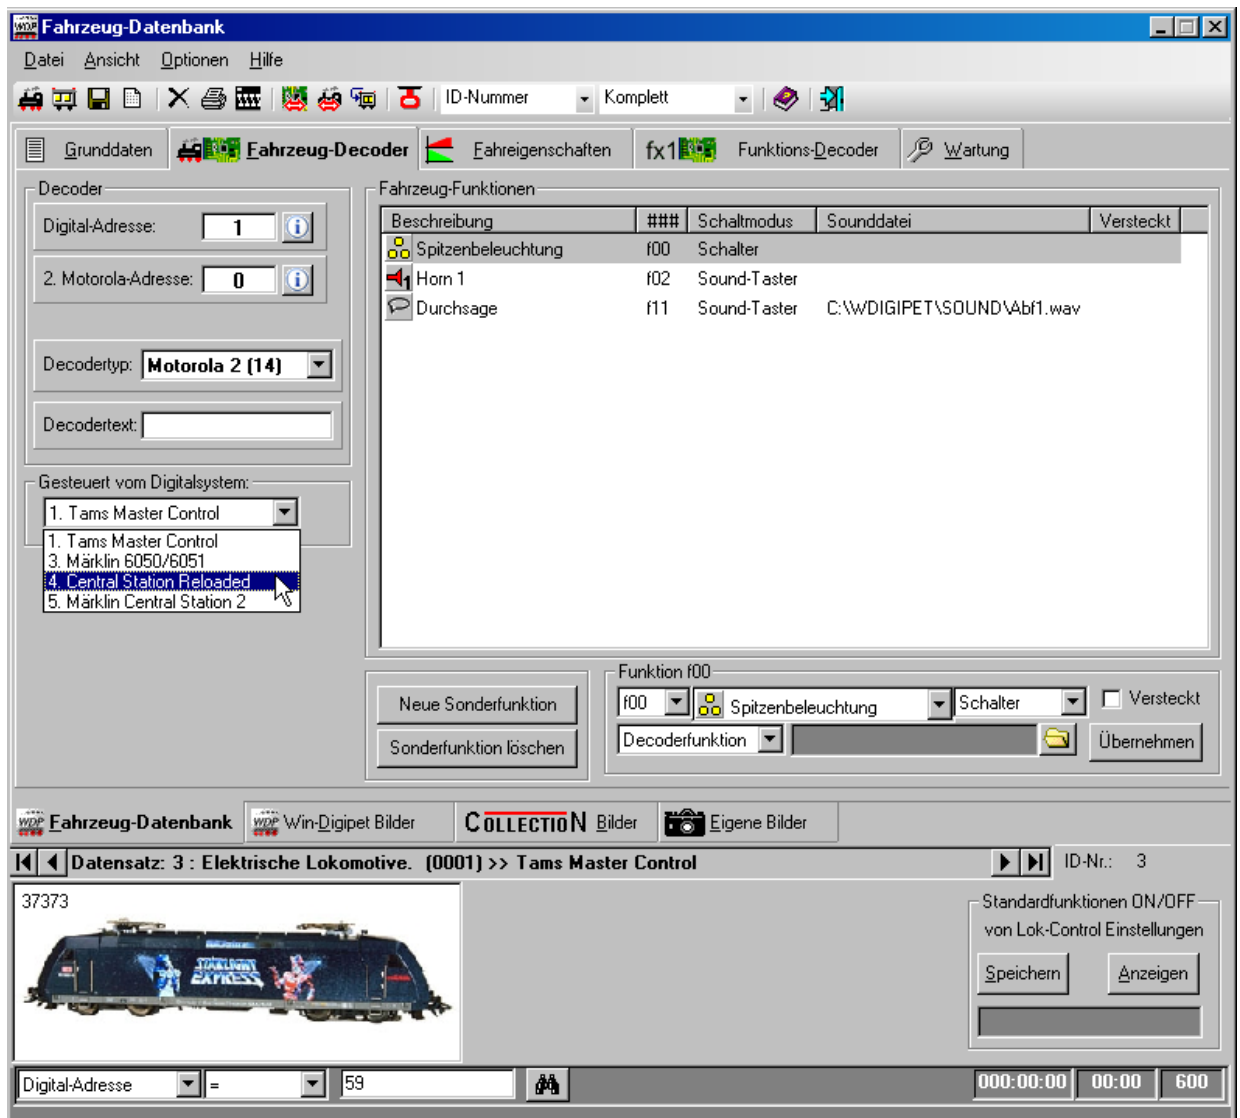 Fahrzeug-Datenbank
Datei Ansicht Optionen Hilfe
ID-Nummer Komplett
Grunddaten Fahrzeug-Decoder Fahreigenschaften fx1 Funktions-Decoder Wartung
Decoder
Digital-Adresse: 1
2. Motorola-Adresse: 0
Decodertyp: Motorola 2 (14)
Decodertext:
Gesteuert vom Digitalsystem:
1. Tams Master Control
1. Tams Master Control
3. Märklin 6050/6051
4. Central Station Reloaded
5. Märklin Central Station 2
Fahrzeug-Funktionen
Beschreibung ### Schaltmodus Sounddatei Versteckt
Spitzenbeleuchtung f00 Schalter
1 Horn 1 f02 Sound-Taster
Durchsage f11 Sound-Taster C:\WDIGIPET\SOUND\Abf1.wav
Neue Sonderfunktion
Sonderfunktion löschen
Funktion f00
f00 Spitzenbeleuchtung Schalter Versteckt
Decoderfunktion Übernehmen
WDP Fahrzeug-Datenbank WDP Win-Digipet Bilder COLLECTION Bilder Eigene Bilder
Datensatz: 3 : Elektrische Lokomotive. (0001) >> Tams Master Control ID-Nr.: 3
37373
STARLIGHT
EXPRESS
Standardfunktionen ON/OFF
von Lok-Control Einstellungen
Speichern Anzeigen
Digital-Adresse = 59 000:00:00 00:00 600